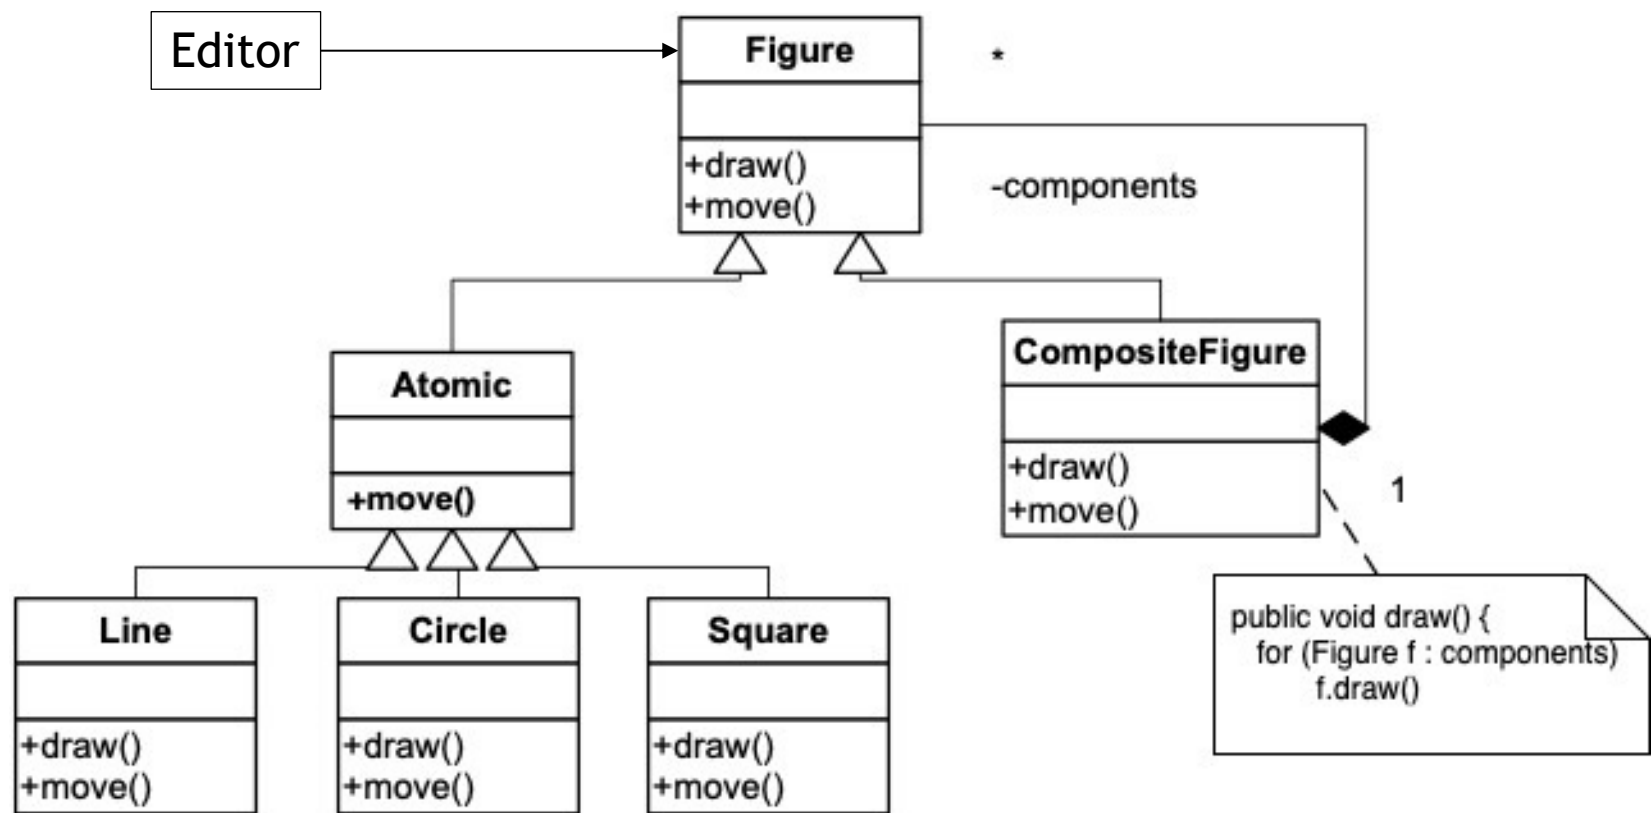 Editor
Figure
*
+draw()
+move()
-components
Atomic
+move()
CompositeFigure
+draw()
+move()
1
Line
+draw()
+move()
Circle
+draw()
+move()
Square
+draw()
+move()
public void draw() {
for (Figure f : components)
f.draw()